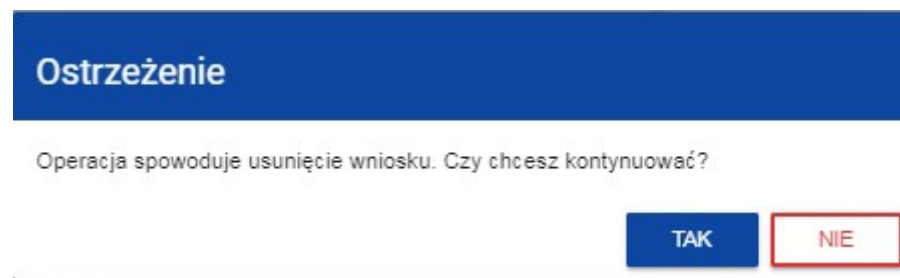 Ostrzeżenie
Operacja spowoduje usunięcie wniosku. Czy chcesz kontynuować?
TAK NIE